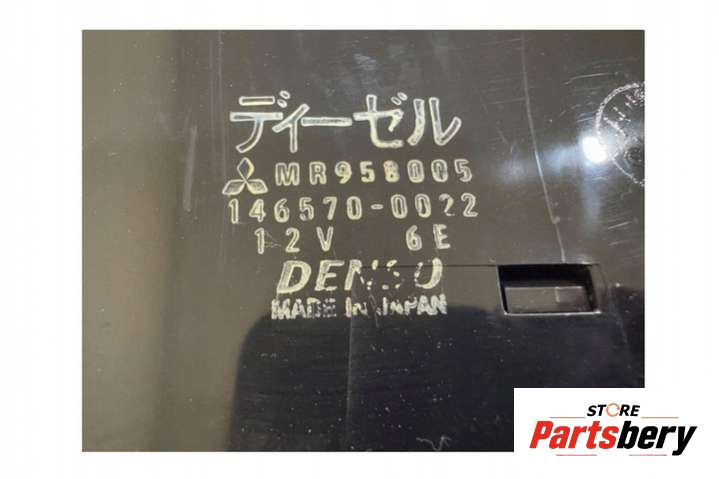 ディーゼル
MR958005
146570-0022
12V 6E
DENSO
MADE IN JAPAN
STORE
Partsbery